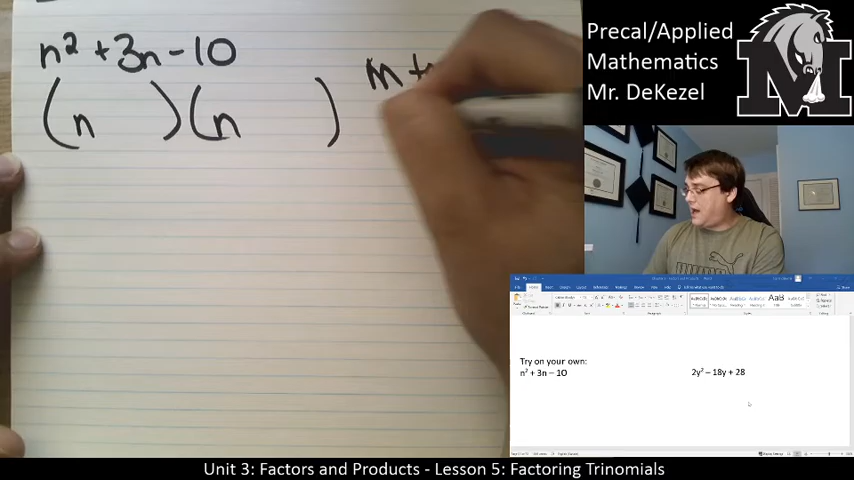 n² + 3n - 10
(n )(n )
m +
Precal/Applied
Mathematics
Mr. DeKezel
M
Try on your own:
n² + 3n – 10
2y² – 18y + 28
Unit 3: Factors and Products - Lesson 5: Factoring Trinomials